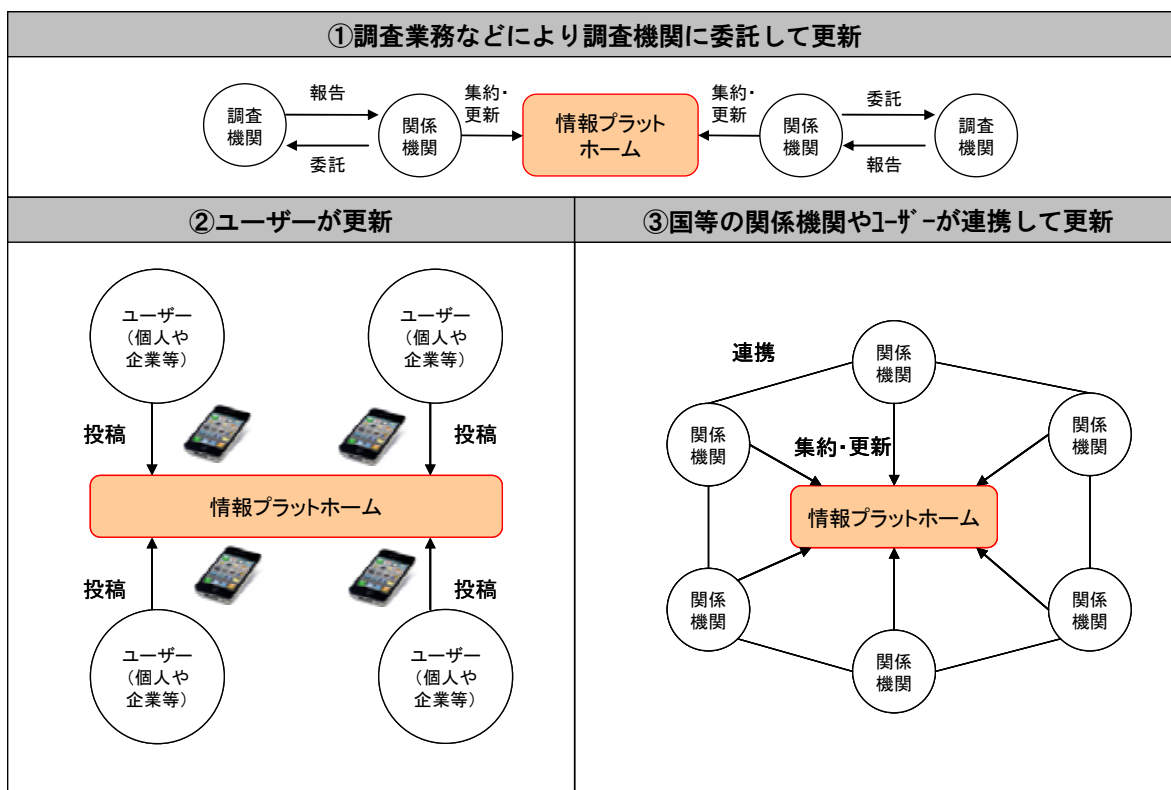 ①調査業務などにより調査機関に委託して更新
調査
機関
報告
委託
関係
機関
集約・
更新
情報プラット
ホーム
集約・
更新
関係
機関
委託
報告
調査
機関
②ユーザーが更新
ユーザー
(個人や
企業等)
ユーザー
(個人や
企業等)
投稿
投稿
情報プラットホーム
投稿
投稿
ユーザー
(個人や
企業等)
ユーザー
(個人や
企業等)
③国等の関係機関やﾕｰｻﾞｰが連携して更新
連携
関係
機関
関係
機関
関係
機関
集約・更新
情報プラットホーム
関係
機関
関係
機関
関係
機関